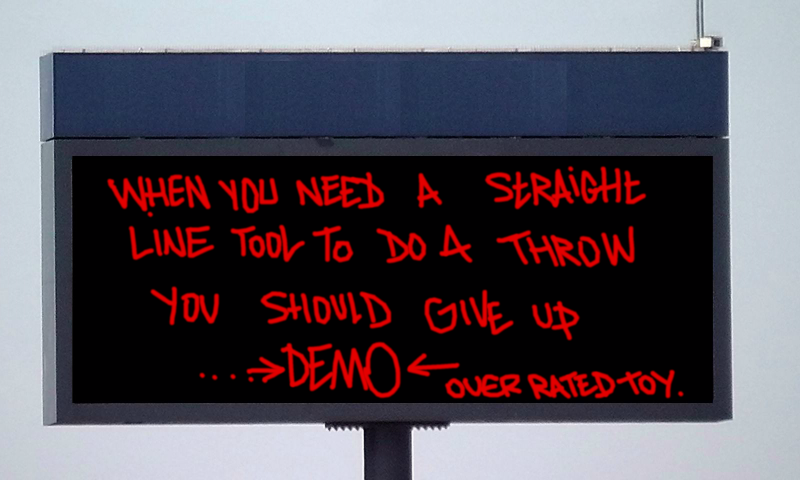 WHEN YOU NEED A STRAIGHT
LINE TOOL TO DO A THROW
YOU SHOULD GIVE UP
....→DEMO← OVER RATED TOY.